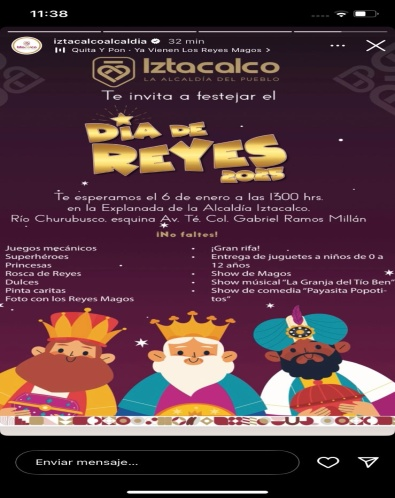 11:38
iztacalcoalcaldia 32 min
Quita Y Pon · Ya Vienen Los Reyes Magos >
Iztacalco
LA ALCALDÍA DEL PUEBLO
Te invita a festejar el
DÍA DE
REYES
2025
Te esperamos el 6 de enero a las 1300 hrs.
en la Explanada de la Alcaldía Iztacalco.
Río Churubusco, esquina Av. Té, Col. Gabriel Ramos Millán
¡No faltes!
Juegos mecánicos
Superhéroes
Princesas
Rosca de Reyes
Dulces
Pinta caritas
Foto con los Reyes Magos
• ¡Gran rifa!
• Entrega de juguetes a niños de 0 a
12 años
• Show de Magos
• Show músical “La Granja del Tío Ben”
• Show de comedia “Payasita Popoti-
tos”
Enviar mensaje...